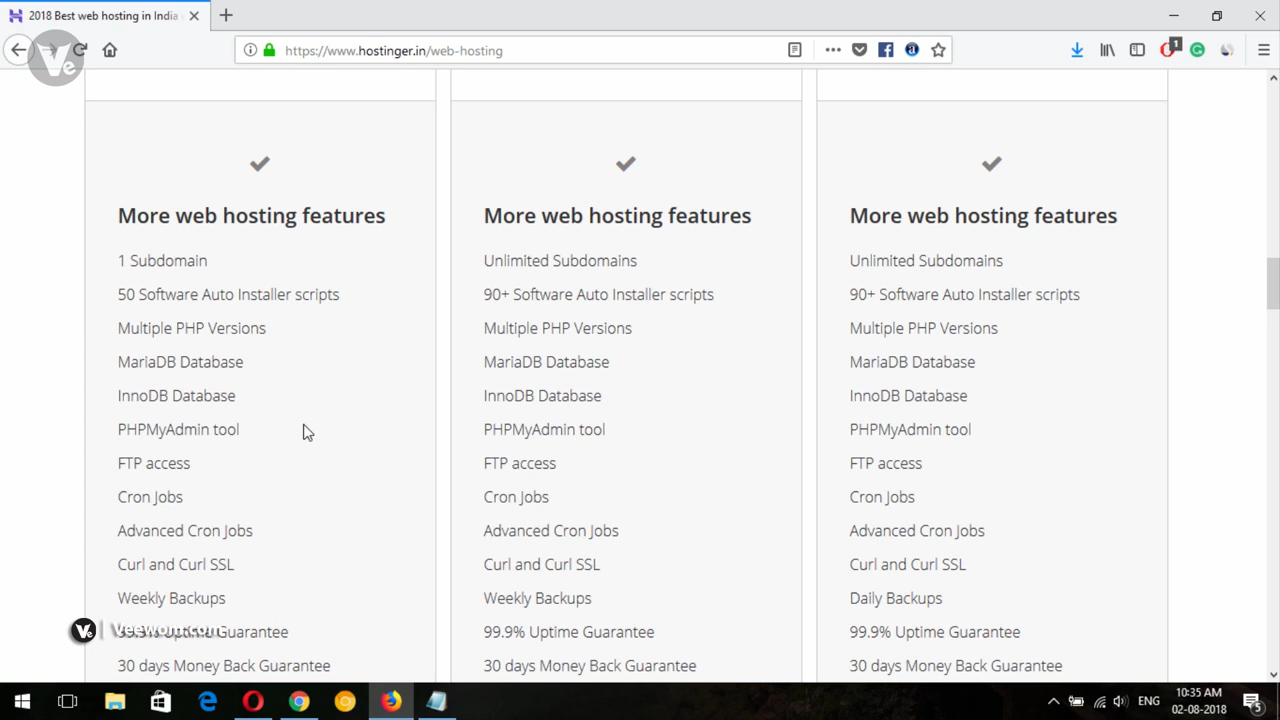 2018 Best web hosting in India
https://www.hostinger.in/web-hosting
1
Ve
More web hosting features
1 Subdomain
50 Software Auto Installer scripts
Multiple PHP Versions
MariaDB Database
InnoDB Database
PHPMyAdmin tool
FTP access
Cron Jobs
Advanced Cron Jobs
Curl and Curl SSL
Weekly Backups
Guarantee
30 days Money Back Guarantee
More web hosting features
Unlimited Subdomains
90+ Software Auto Installer scripts
Multiple PHP Versions
MariaDB Database
InnoDB Database
PHPMyAdmin tool
FTP access
Cron Jobs
Advanced Cron Jobs
Curl and Curl SSL
Weekly Backups
99.9% Uptime Guarantee
30 days Money Back Guarantee
More web hosting features
Unlimited Subdomains
90+ Software Auto Installer scripts
Multiple PHP Versions
MariaDB Database
InnoDB Database
PHPMyAdmin tool
FTP access
Cron Jobs
Advanced Cron Jobs
Curl and Curl SSL
Daily Backups
99.9% Uptime Guarantee
30 days Money Back Guarantee
Ve Veewom.com
ENG
10:35 AM
02-08-2018
5